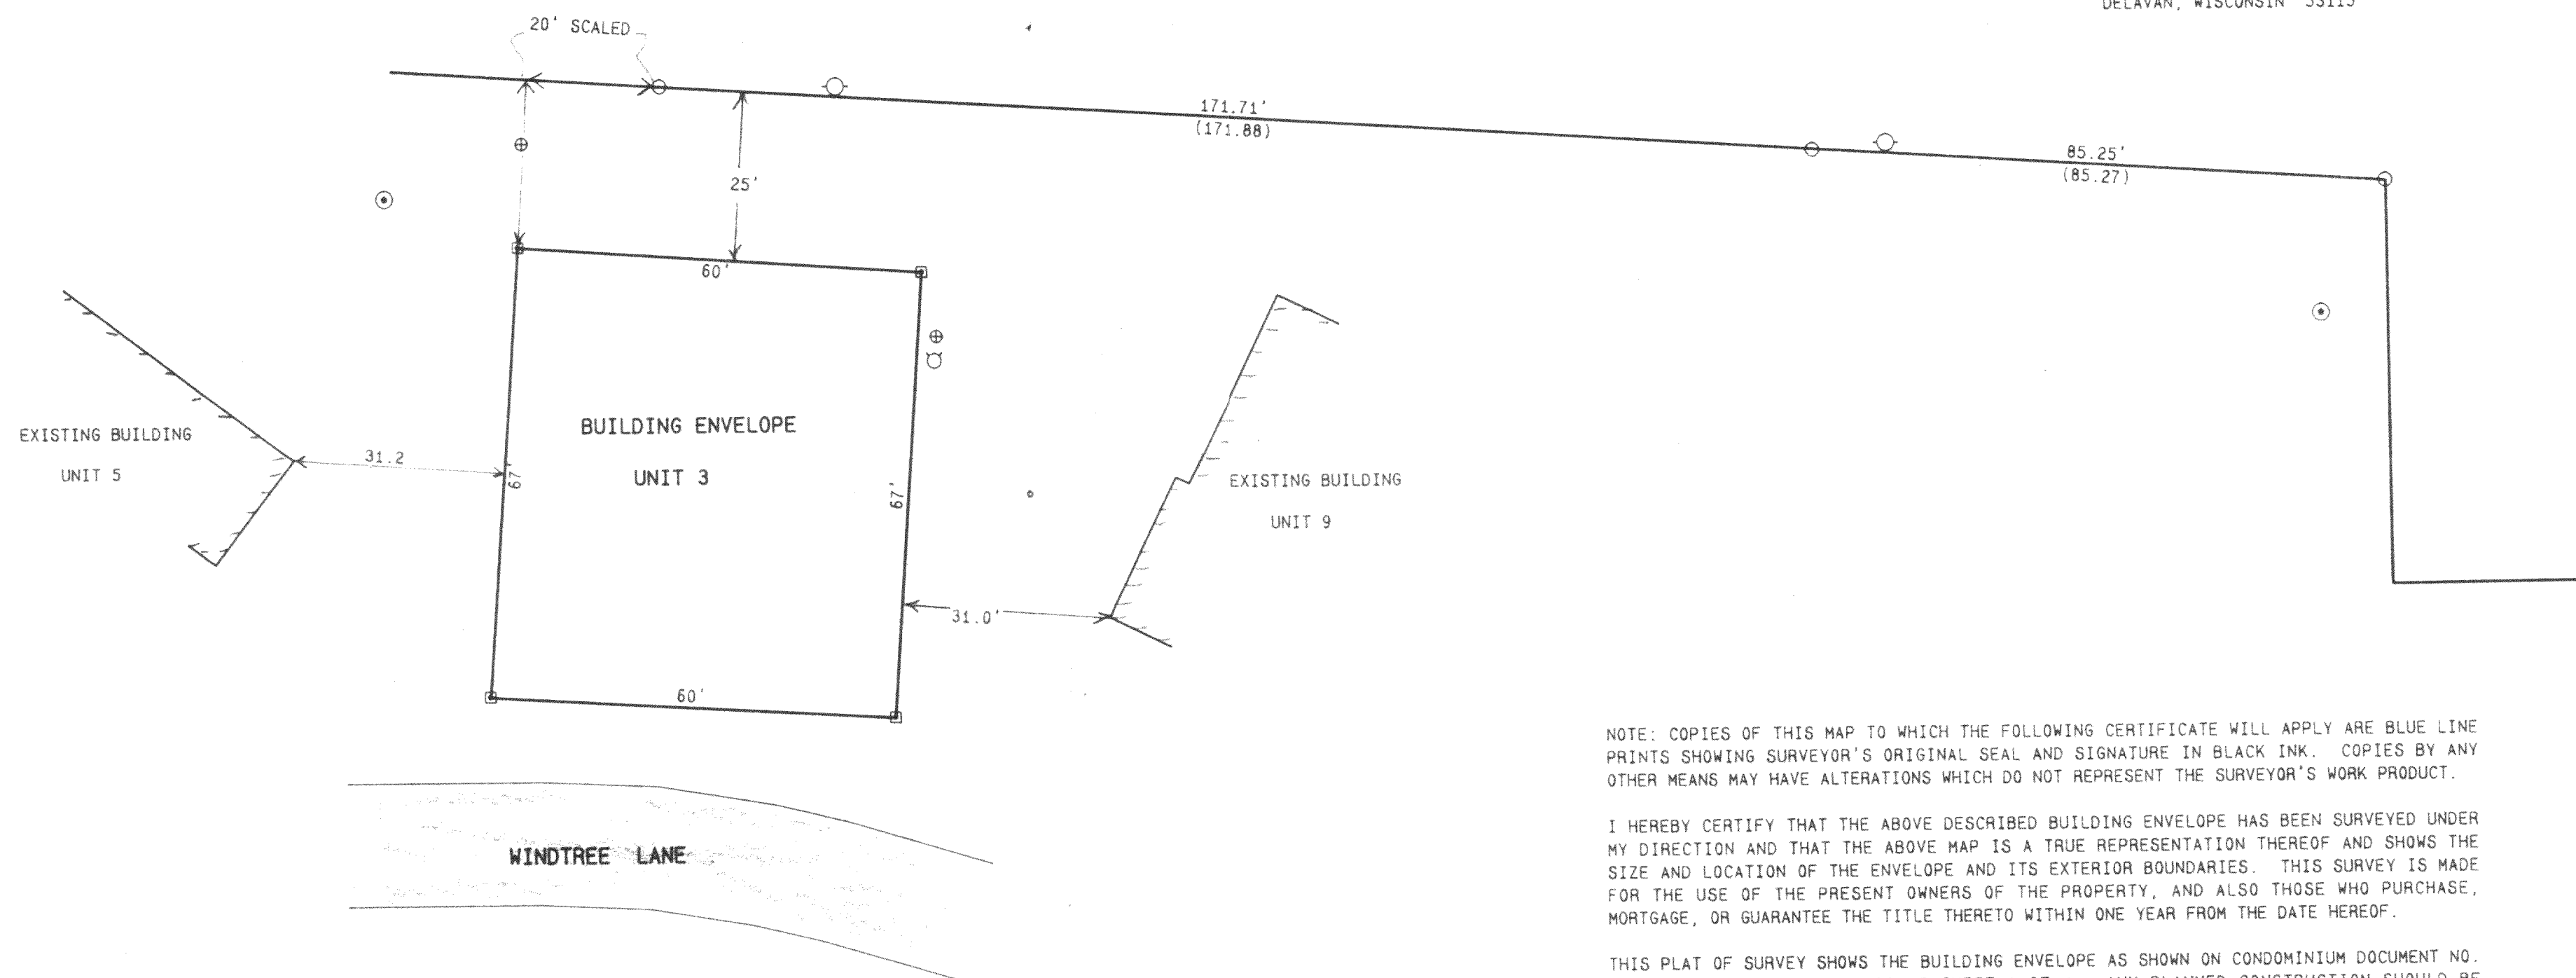 DELAVAN, WISCONSIN 53115
20' SCALED
171.71'
(171.88)
85.25'
(85.27)
25'
60'
BUILDING ENVELOPE
UNIT 3
67'
67'
EXISTING BUILDING
UNIT 5
31.2
EXISTING BUILDING
UNIT 9
31.0'
60'
WINDTREE LANE
NOTE: COPIES OF THIS MAP TO WHICH THE FOLLOWING CERTIFICATE WILL APPLY ARE BLUE LINE
PRINTS SHOWING SURVEYOR'S ORIGINAL SEAL AND SIGNATURE IN BLACK INK. COPIES BY ANY
OTHER MEANS MAY HAVE ALTERATIONS WHICH DO NOT REPRESENT THE SURVEYOR'S WORK PRODUCT.
I HEREBY CERTIFY THAT THE ABOVE DESCRIBED BUILDING ENVELOPE HAS BEEN SURVEYED UNDER
MY DIRECTION AND THAT THE ABOVE MAP IS A TRUE REPRESENTATION THEREOF AND SHOWS THE
SIZE AND LOCATION OF THE ENVELOPE AND ITS EXTERIOR BOUNDARIES. THIS SURVEY IS MADE
FOR THE USE OF THE PRESENT OWNERS OF THE PROPERTY, AND ALSO THOSE WHO PURCHASE,
MORTGAGE, OR GUARANTEE THE TITLE THERETO WITHIN ONE YEAR FROM THE DATE HEREOF.
THIS PLAT OF SURVEY SHOWS THE BUILDING ENVELOPE AS SHOWN ON CONDOMINIUM DOCUMENT NO.
ANY PLANNED CONSTRUCTION SHOULD BE